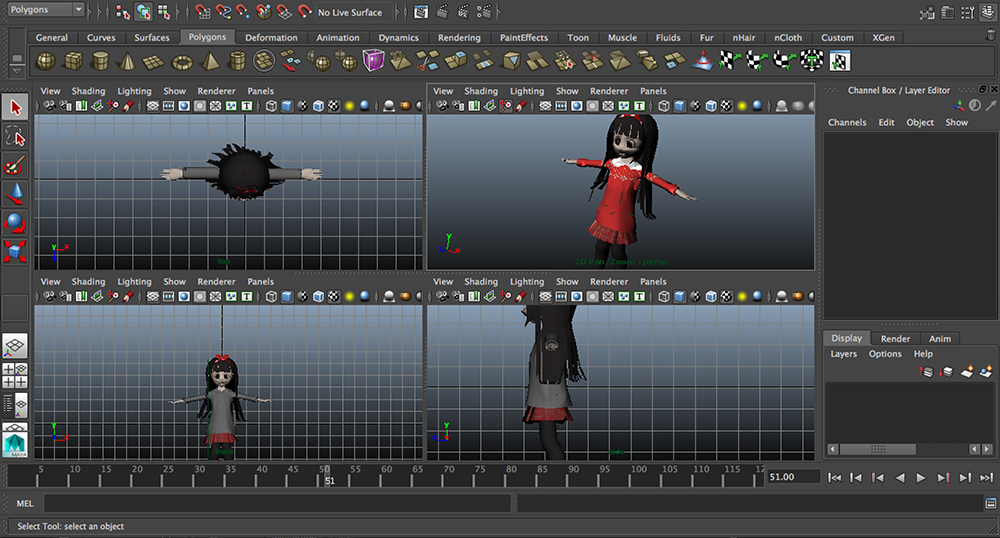 Polygons
No Live Surface
General Curves Surfaces Polygons Deformation Animation Dynamics Rendering PaintEffects Toon Muscle Fluids Fur nHair nCloth Custom XGen
View Shading Lighting Show Renderer Panels
View Shading Lighting Show Renderer Panels
Channel Box / Layer Editor
Channels Edit Object Show
y x
top
y
2D Pan/Zoom : persp
View Shading Lighting Show Renderer Panels
View Shading Lighting Show Renderer Panels
y
front
y
side
Display Render Anim
Layers Options Help
MAYA
5 10 15 20 25 30 35 40 45 50 55 60 65 70 75 80 85 90 95 100 105 110 115 12
51
51.00
MEL
Select Tool: select an object